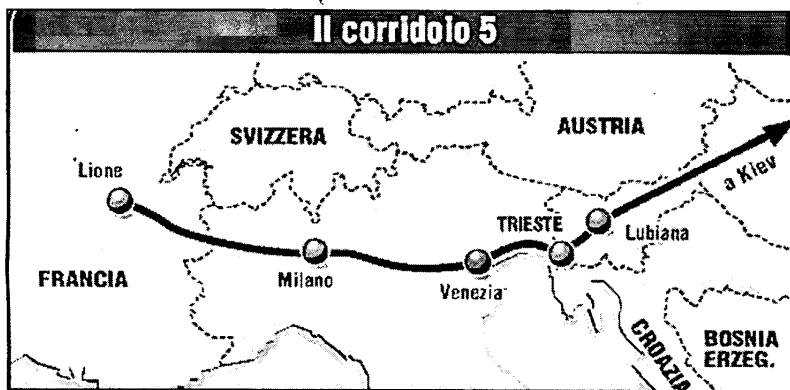 Il corridoio 5
SVIZZERA
AUSTRIA
a Kiev
Lione
TRIESTE
Lubiana
FRANCIA
Milano
Venezia
CROAZIA
BOSNIA
ERZEG.